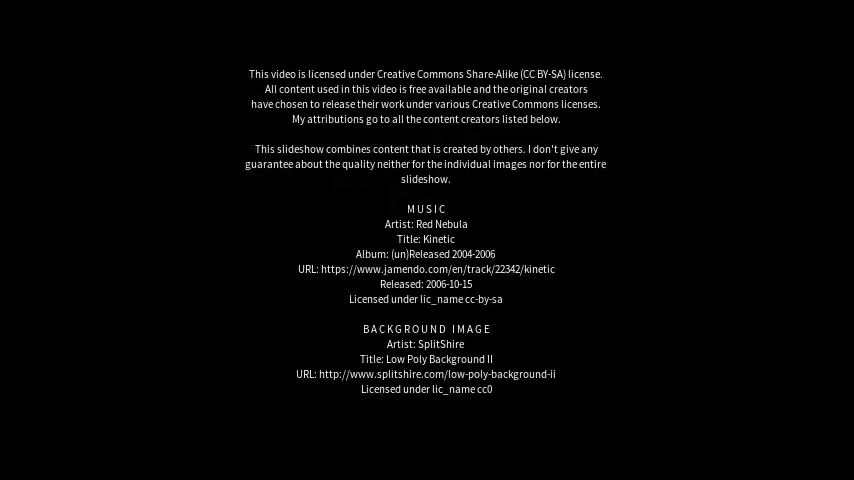 This video is licensed under Creative Commons Share-Alike (CC BY-SA) license.
All content used in this video is free available and the original creators
have chosen to release their work under various Creative Commons licenses.
My attributions go to all the content creators listed below.
This slideshow combines content that is created by others. I don't give any
guarantee about the quality neither for the individual images nor for the entire
slideshow.
MUSIC
Artist: Red Nebula
Title: Kinetic
Album: (un)Released 2004-2006
URL: https://www.jamendo.com/en/track/22342/kinetic
Released: 2006-10-15
Licensed under lic_name cc-by-sa
BACKGROUND IMAGE
Artist: SplitShire
Title: Low Poly Background II
URL: http://www.splitshire.com/low-poly-background-ii
Licensed under lic_name cc0